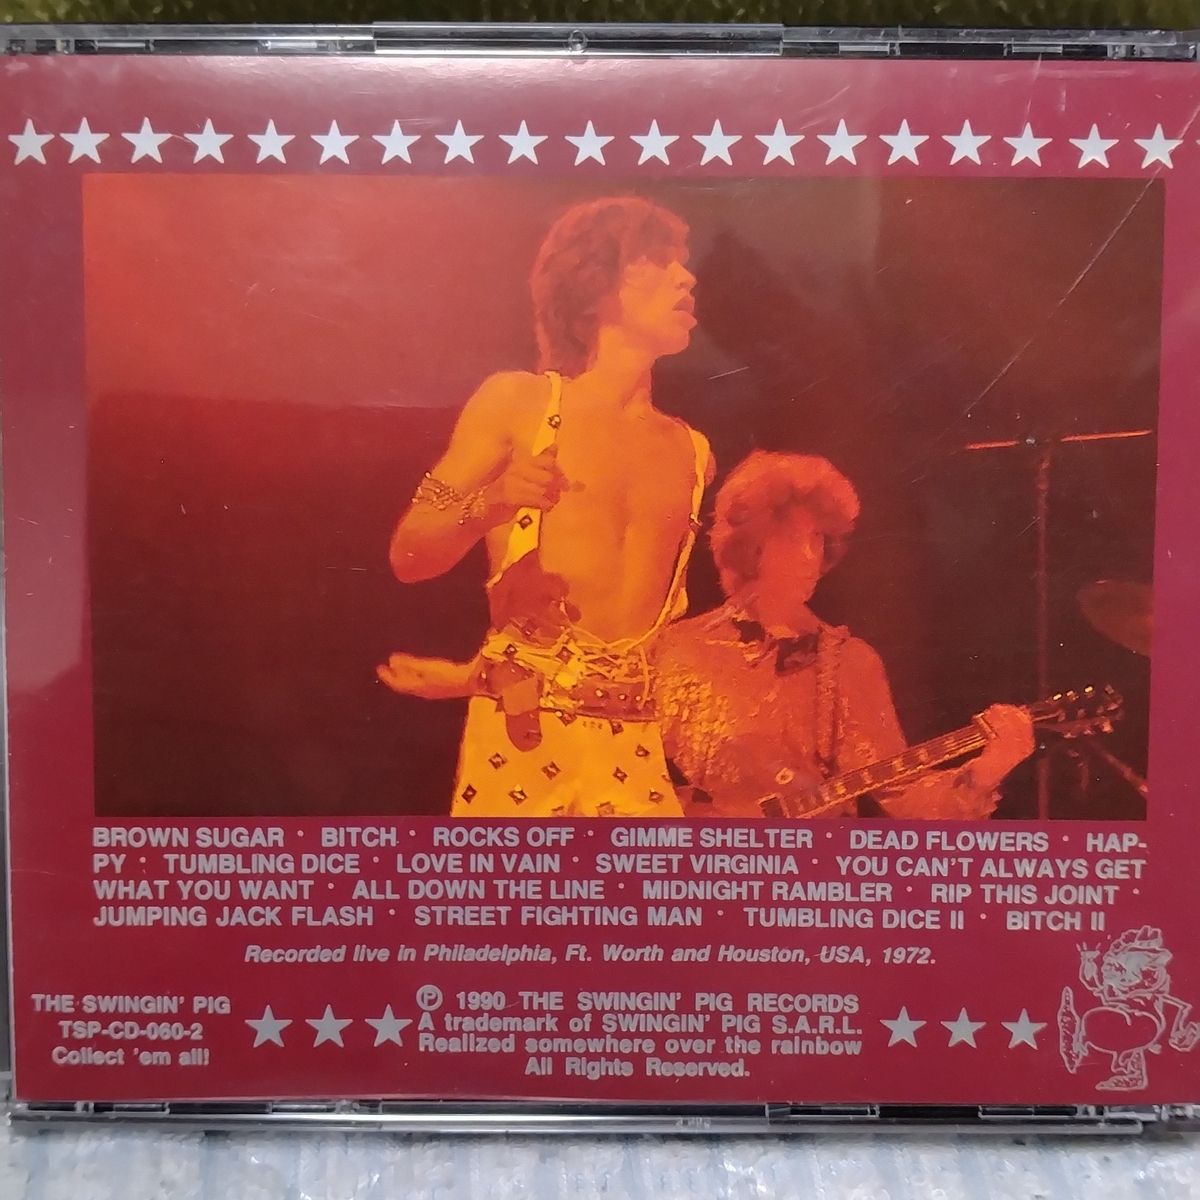 BROWN SUGAR · BITCH · ROCKS OFF · GIMME SHELTER · DEAD FLOWERS · HAP-
PY · TUMBLING DICE · LOVE IN VAIN · SWEET VIRGINIA · YOU CAN'T ALWAYS GET
WHAT YOU WANT · ALL DOWN THE LINE · MIDNIGHT RAMBLER · RIP THIS JOINT ·
JUMPING JACK FLASH · STREET FIGHTING MAN · TUMBLING DICE II · BITCH II
Recorded live in Philadelphia, Ft. Worth and Houston, USA, 1972.
THE SWINGIN' PIG
TSP-CD-060-2
Collect 'em all!
℗ 1990 THE SWINGIN' PIG RECORDS
A trademark of SWINGIN' PIG S.A.R.L.
Realized somewhere over the rainbow
All Rights Reserved.